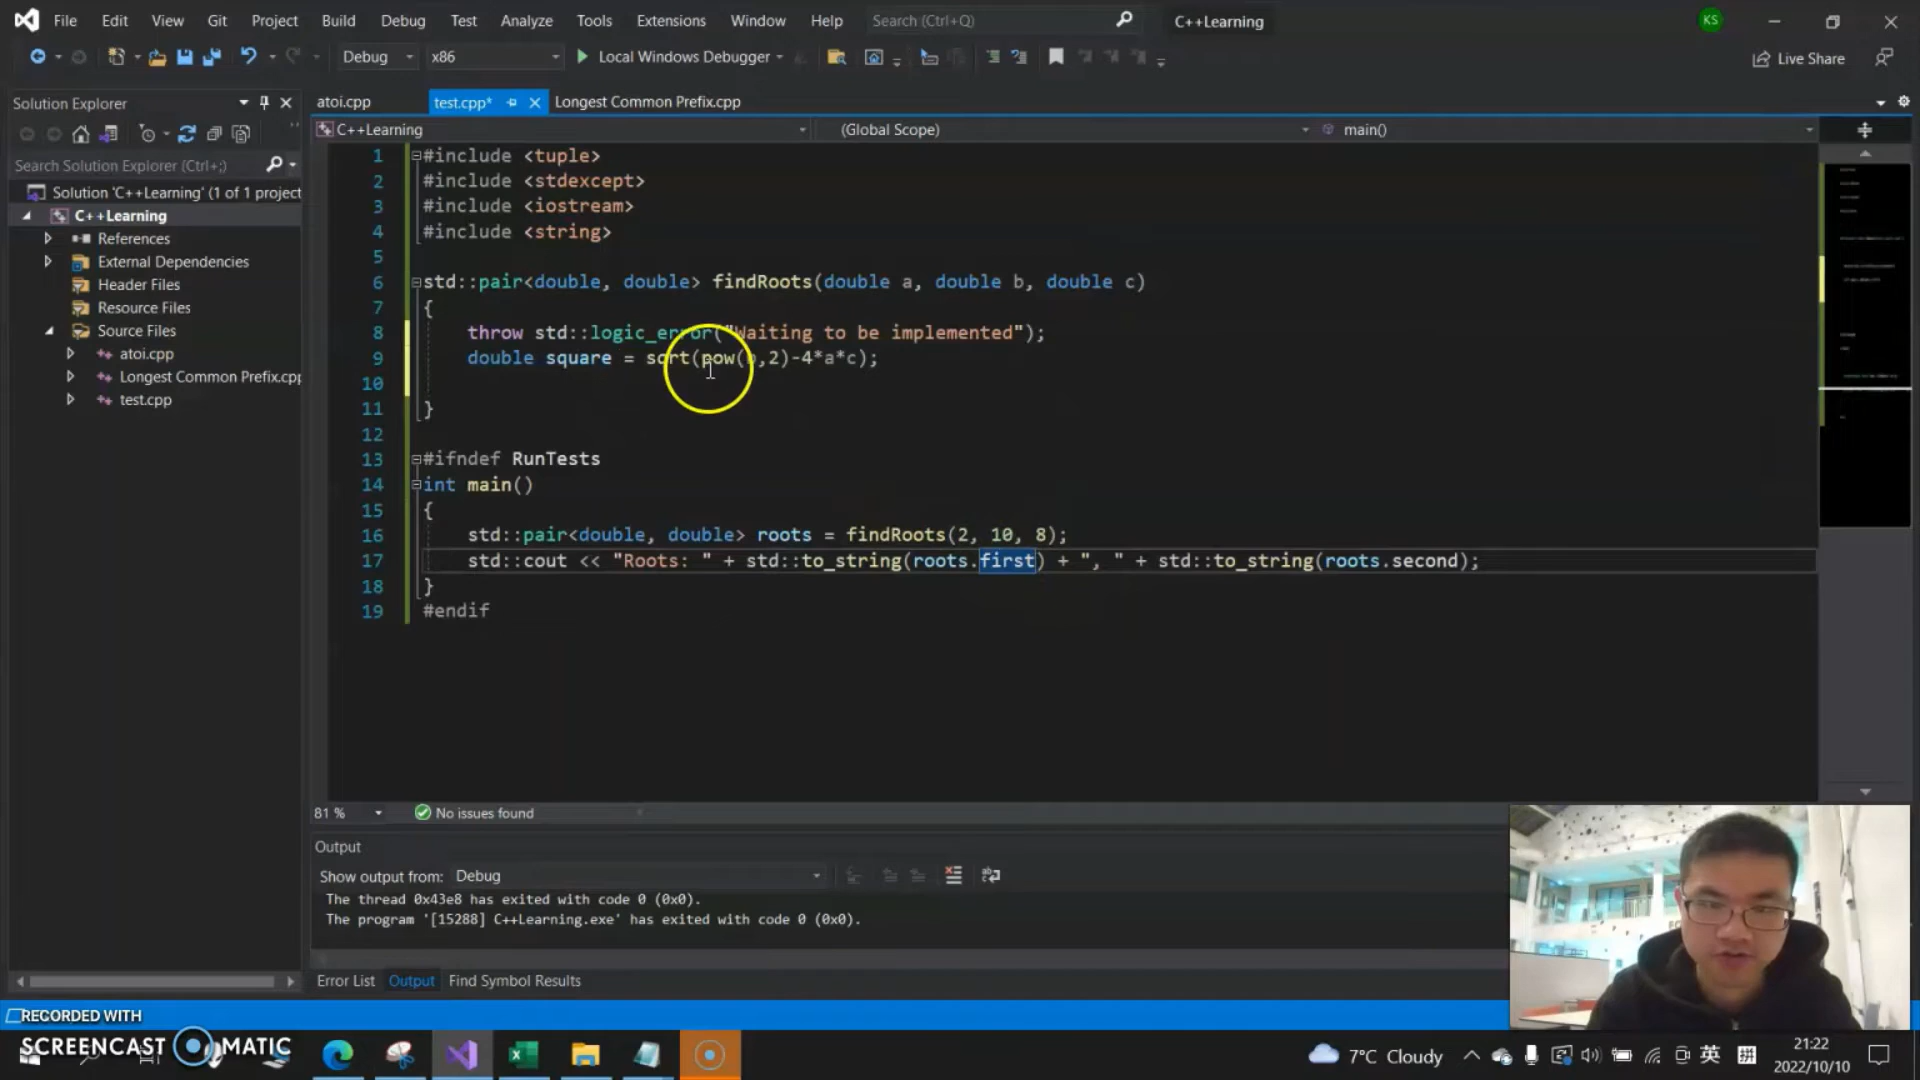 File Edit View Git Project Build Debug Test Analyze Tools Extensions Window Help Search (Ctrl+Q) C++Learning KS
Debug x86 Local Windows Debugger Live Share
Solution Explorer
Search Solution Explorer (Ctrl+;)
Solution 'C++Learning' (1 of 1 project
C++Learning
References
External Dependencies
Header Files
Resource Files
Source Files
atoi.cpp
Longest Common Prefix.cpp
test.cpp
atoi.cpp test.cpp* Longest Common Prefix.cpp
C++Learning (Global Scope) main()
1 #include <tuple>
2 #include <stdexcept>
3 #include <iostream>
4 #include <string>
5
6 std::pair<double, double> findRoots(double a, double b, double c)
7 {
8 throw std::logic_error("Waiting to be implemented");
9 double square = sqrt(pow(b,2)-4*a*c);
10
11 }
12
13 #ifndef RunTests
14 int main()
15 {
16 std::pair<double, double> roots = findRoots(2, 10, 8);
17 std::cout << "Roots: " + std::to_string(roots.first) + ", " + std::to_string(roots.second);
18 }
19 #endif
81 % No issues found
Output
Show output from: Debug
The thread 0x43e8 has exited with code 0 (0x0).
The program '[15288] C++Learning.exe' has exited with code 0 (0x0).
Error List Output Find Symbol Results
RECORDED WITH
SCREENCAST MATIC
7°C Cloudy 英 拼 21:22
2022/10/10